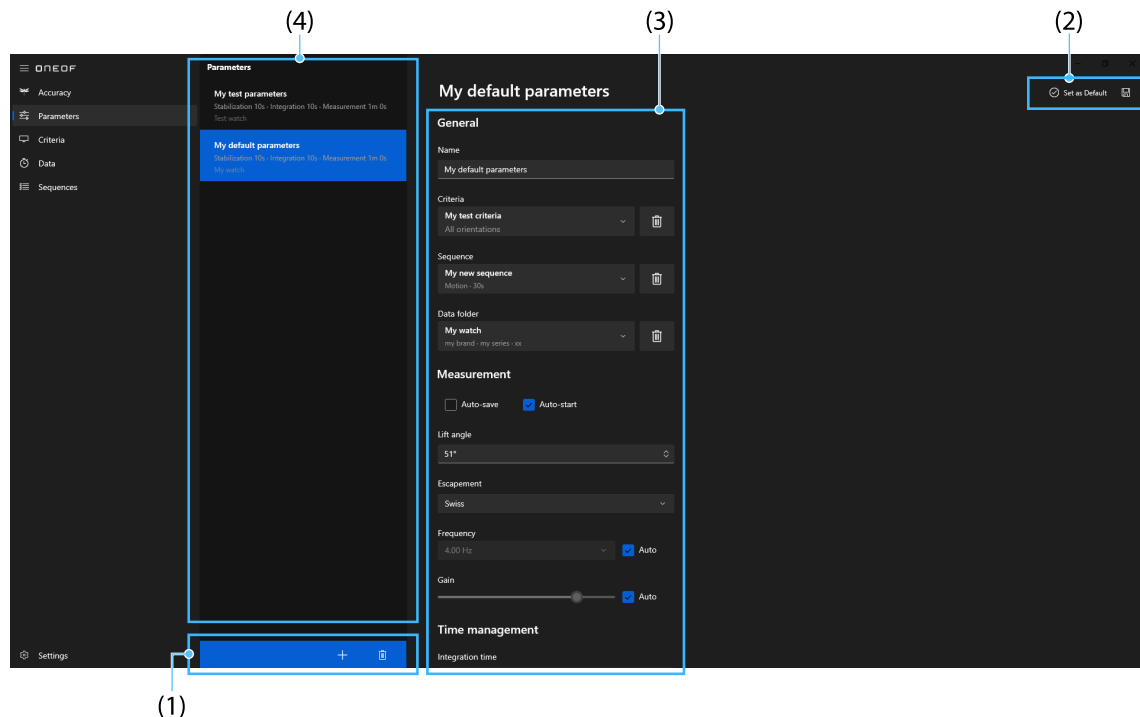 (4)
(3)
(2)
ONEOF
Accuracy
Parameters
Criteria
Data
Sequences
Settings
Parameters
My test parameters
Stabilization 10s - Integration 10s - Measurement 1m 0s
Test watch
My default parameters
Stabilization 10s - Integration 10s - Measurement 1m 0s
My watch
My default parameters
Set as Default
General
Name
My default parameters
Criteria
My test criteria
All orientations
Sequence
My new sequence
Motion - 30s
Data folder
My watch
my brand - my series - xx
Measurement
Auto-save Auto-start
Lift angle
51°
Escapement
Swiss
Frequency
4.00 Hz Auto
Gain
Auto
Time management
Integration time
(1)